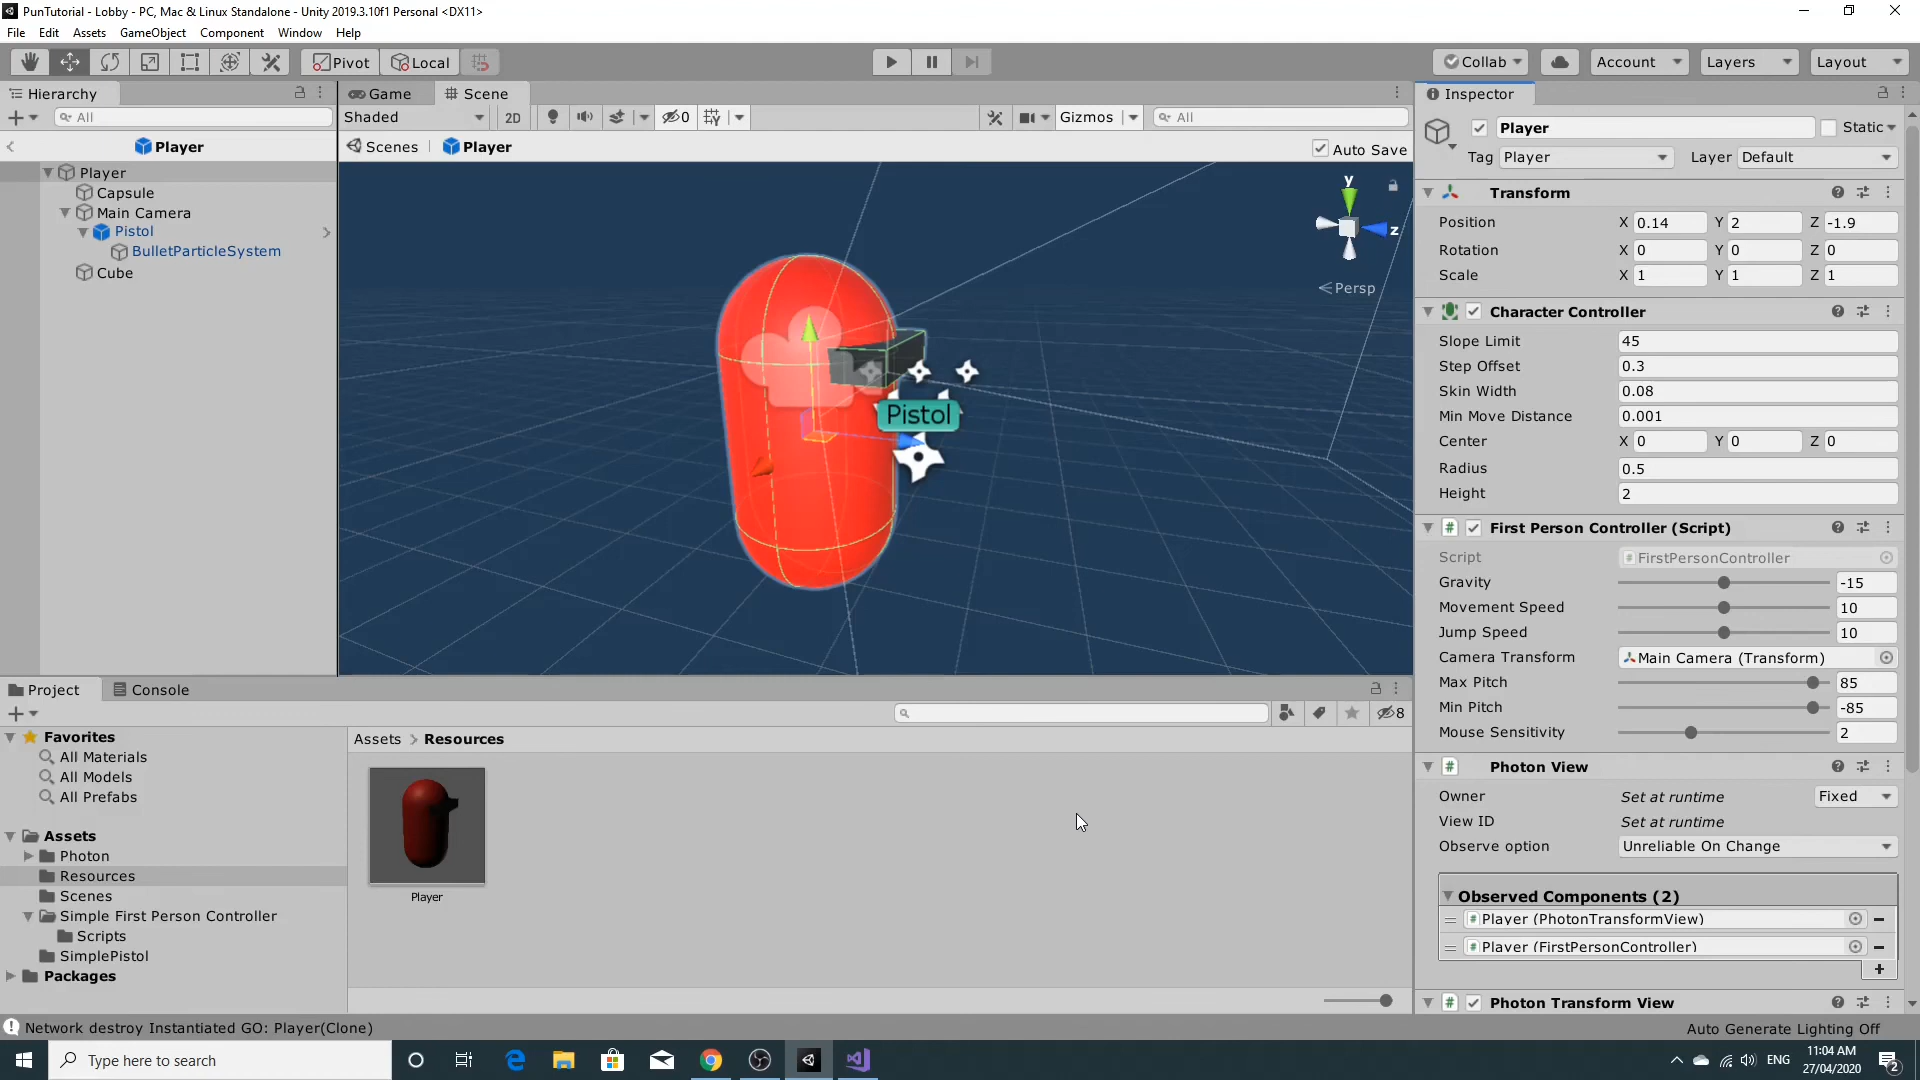 PunTutorial - Lobby - PC, Mac & Linux Standalone - Unity 2019.3.10f1 Personal <DX11>
File Edit Assets GameObject Component Window Help
Pivot Local Collab Account Layers Layout
Hierarchy
All
Player
Player
Capsule
Main Camera
Pistol
BulletParticleSystem
Cube
Game Scene
Shaded 2D 0 Gizmos All
Scenes Player Auto Save
y
z
Persp
Pistol
Inspector
Player Static
Tag Player Layer Default
Transform
Position X 0.14 Y 2 Z -1.9
Rotation X 0 Y 0 Z 0
Scale X 1 Y 1 Z 1
Character Controller
Slope Limit 45
Step Offset 0.3
Skin Width 0.08
Min Move Distance 0.001
Center X 0 Y 0 Z 0
Radius 0.5
Height 2
First Person Controller (Script)
Script FirstPersonController
Gravity -15
Movement Speed 10
Jump Speed 10
Camera Transform Main Camera (Transform)
Max Pitch 85
Min Pitch -85
Mouse Sensitivity 2
Photon View
Owner Set at runtime Fixed
View ID Set at runtime
Observe option Unreliable On Change
Observed Components (2)
Player (PhotonTransformView)
Player (FirstPersonController)
Photon Transform View
Project Console
8
Favorites
All Materials
All Models
All Prefabs
Assets
Photon
Resources
Scenes
Simple First Person Controller
Scripts
SimplePistol
Packages
Assets > Resources
Player
Network destroy Instantiated GO: Player(Clone)
Auto Generate Lighting Off
Type here to search
ENG
11:04 AM
27/04/2020
2